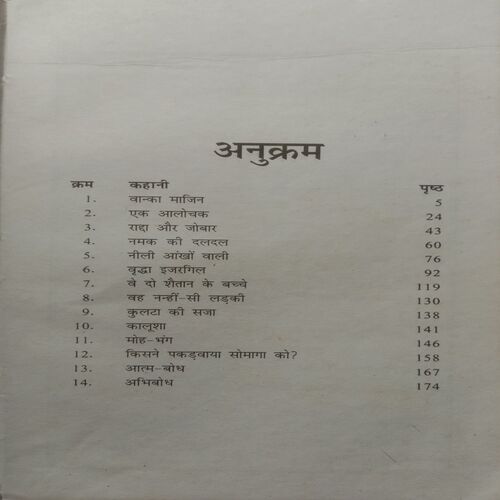 अनुक्रम
क्रम कहानी पृष्ठ
1. वान्का माजिन 5
2. एक आलोचक 24
3. राद्दा और जोबार 43
4. नमक की दलदल 60
5. नीली आंखों वाली 76
6. वृद्धा इजरगिल 92
7. वे दो शैतान के बच्चे 119
8. वह नन्हीं-सी लड़की 130
9. कुलटा की सजा 138
10. कालूशा 141
11. मोह-भंग 146
12. किसने पकड़वाया सोमागा को? 158
13. आत्म-बोध 167
14. अभिबोध 174